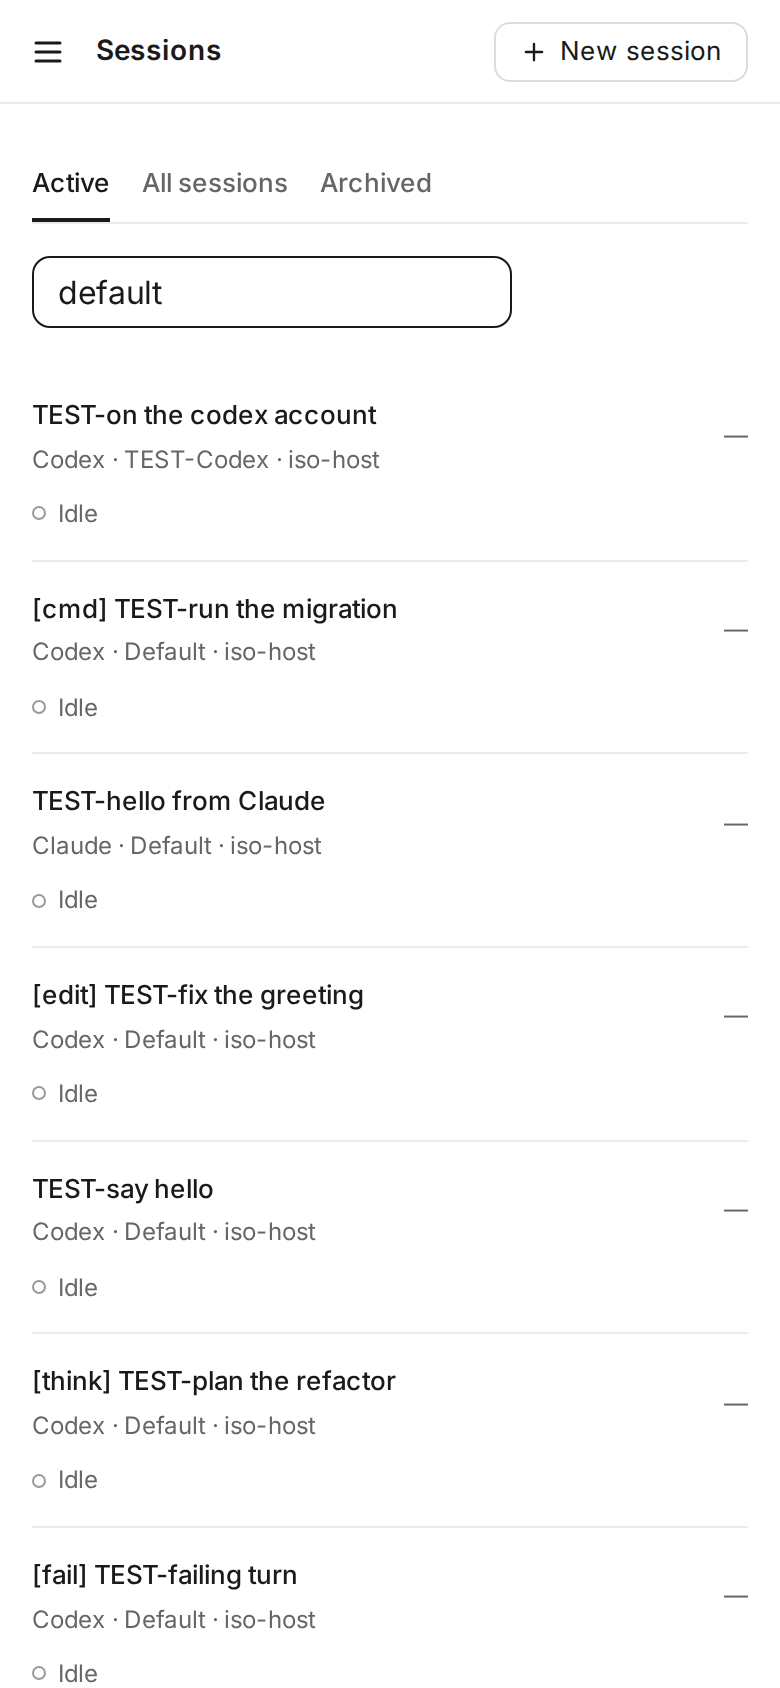 Sessions
+ New session
Active All sessions Archived
default
TEST-on the codex account
—
Codex · TEST-Codex · iso-host
Idle
[cmd] TEST-run the migration
—
Codex · Default · iso-host
Idle
TEST-hello from Claude
—
Claude · Default · iso-host
Idle
[edit] TEST-fix the greeting
—
Codex · Default · iso-host
Idle
TEST-say hello
—
Codex · Default · iso-host
Idle
[think] TEST-plan the refactor
—
Codex · Default · iso-host
Idle
[fail] TEST-failing turn
—
Codex · Default · iso-host
Idle